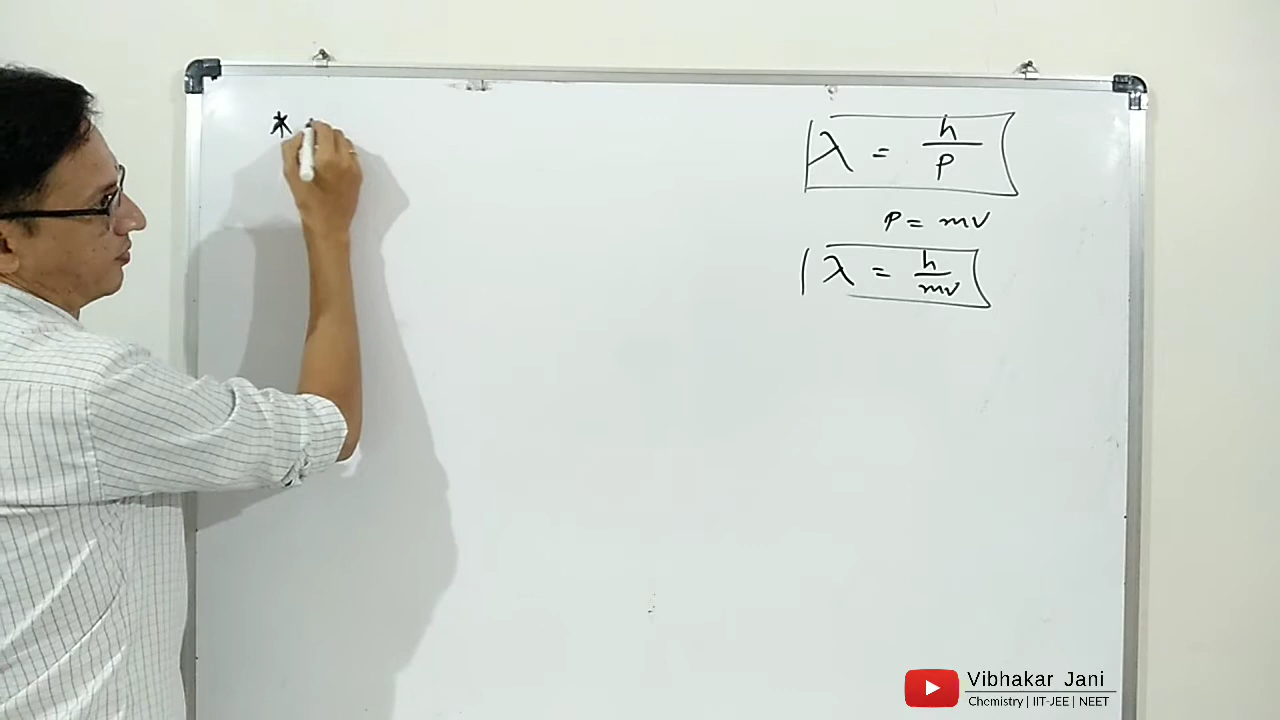 *
λ = h/p
p = mv
λ = h/mv
Vibhakar Jani
Chemistry | IIT-JEE | NEET